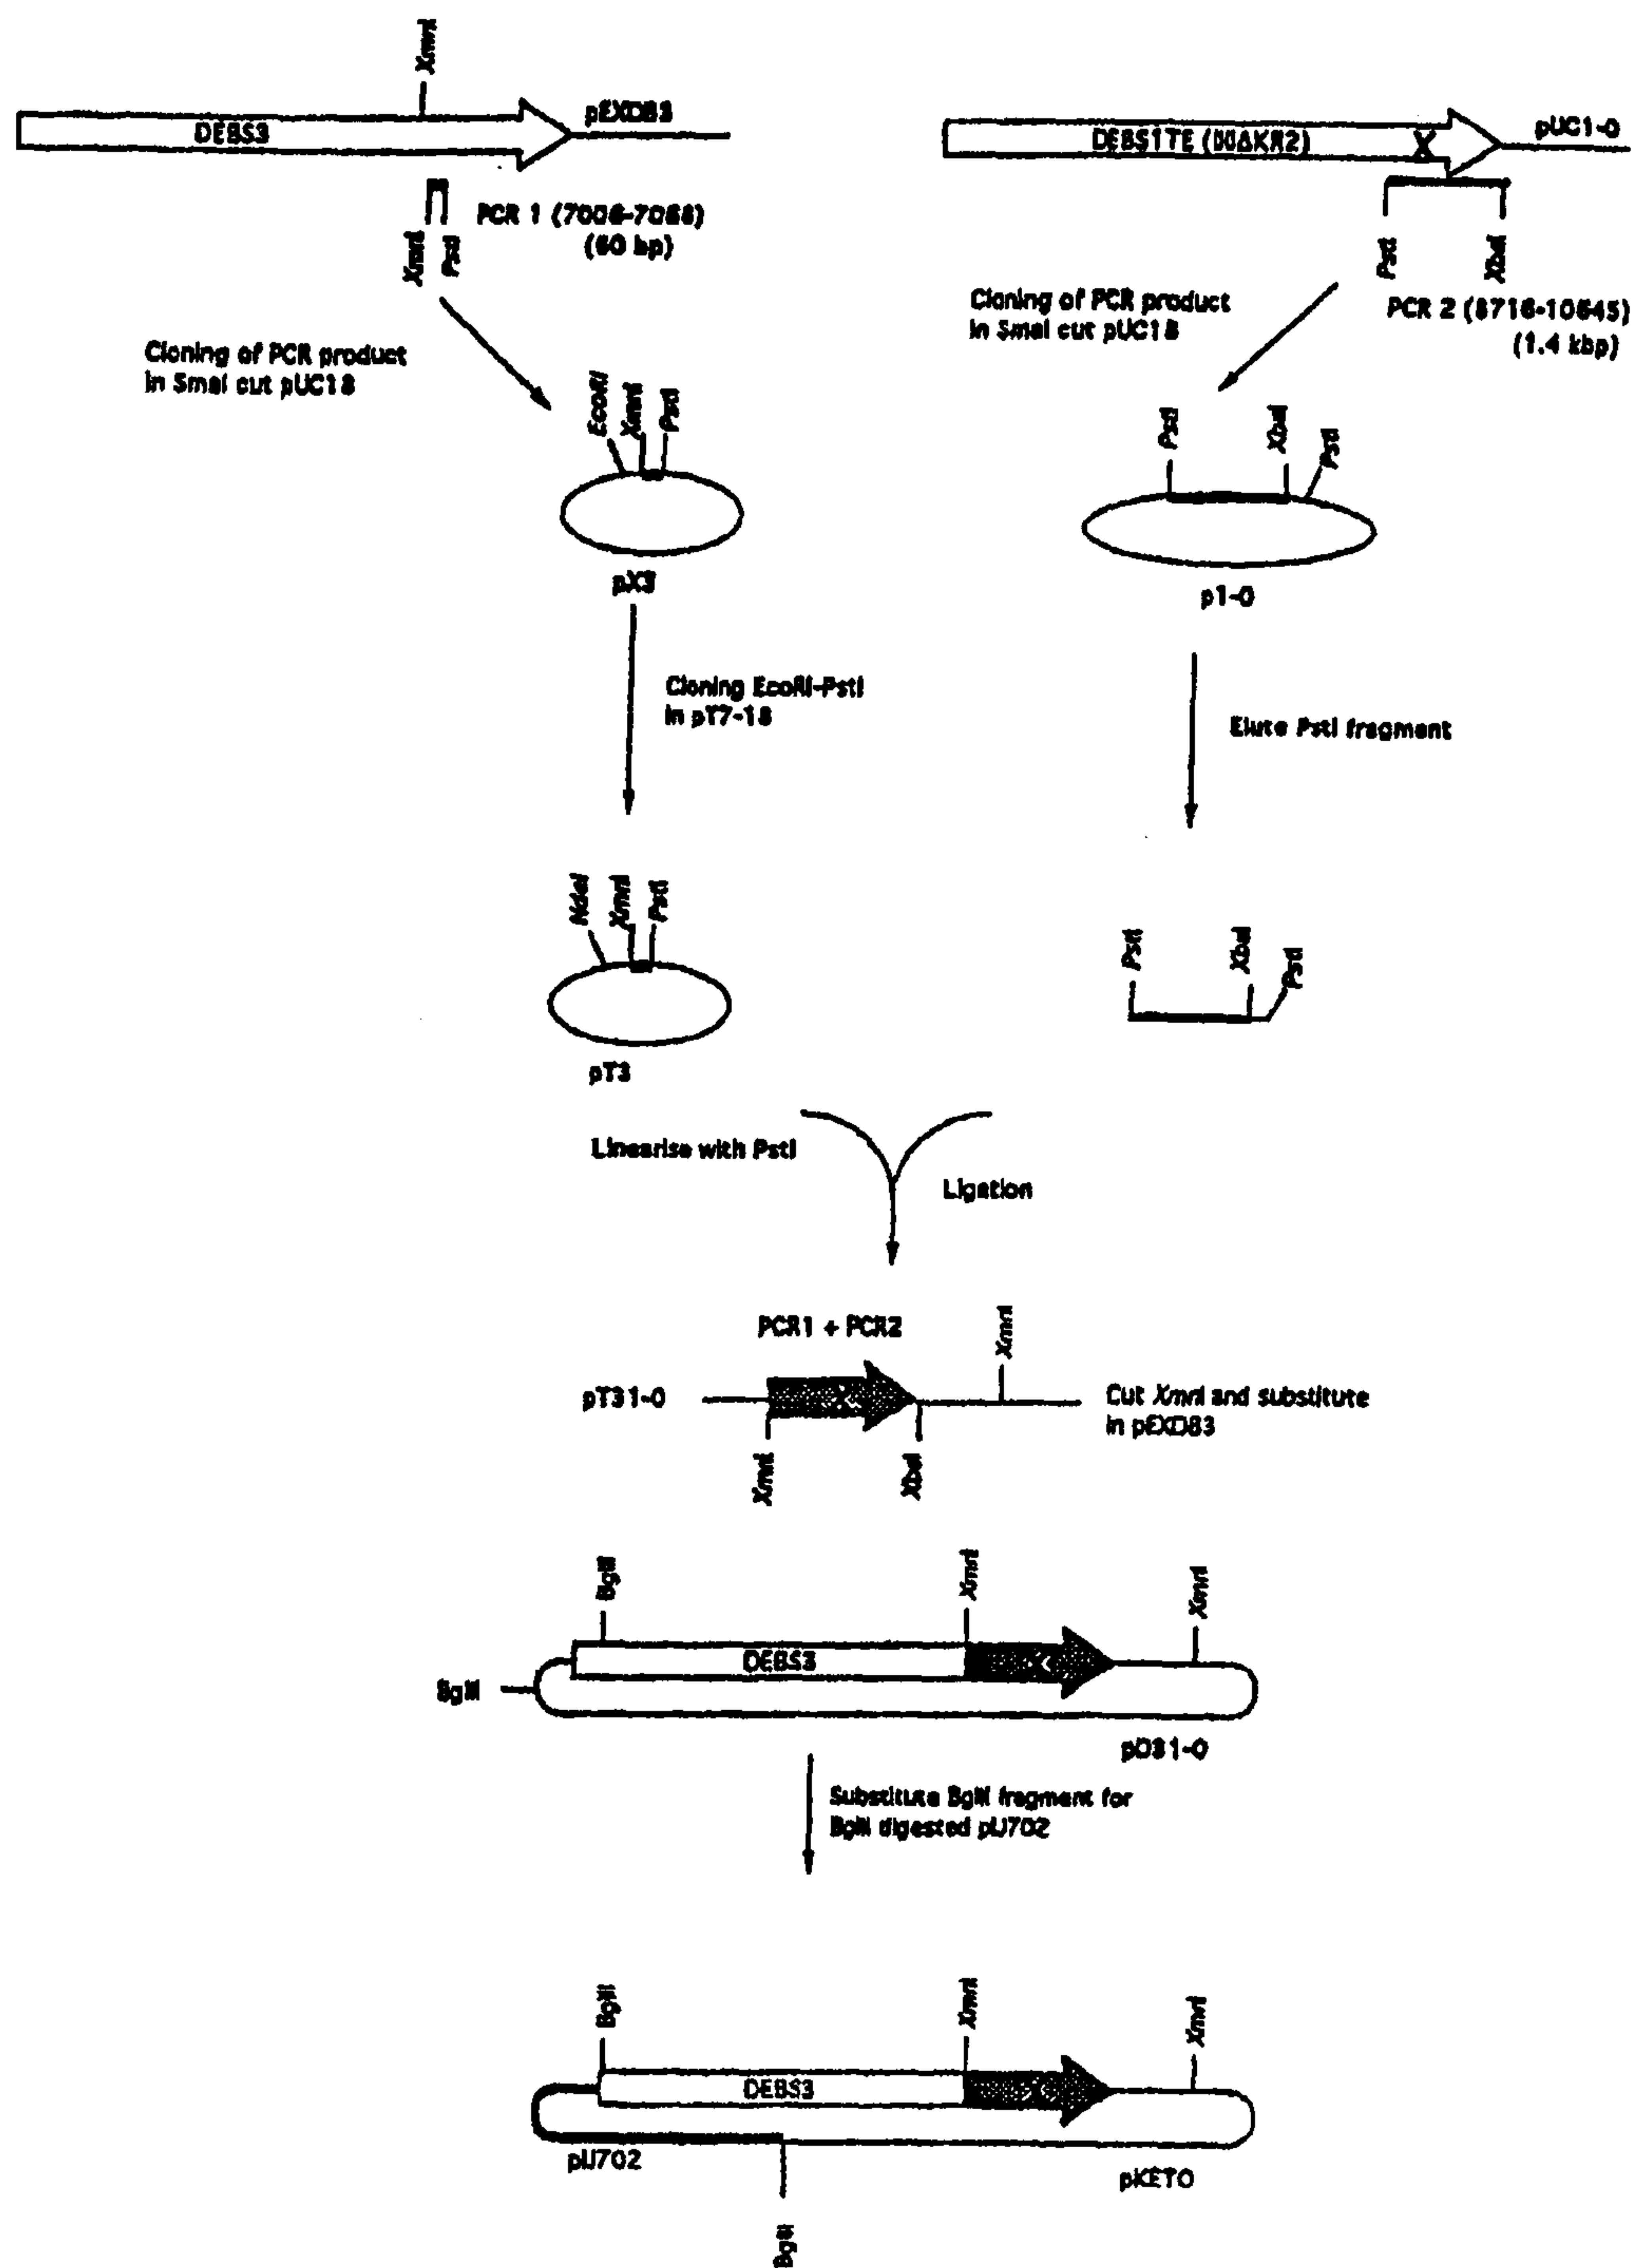 XmnI
DEBS3
pEXD83
PCR 1 (7006-7066)
(60 bp)
XmnI
PstI
Cloning of PCR product
in SmaI cut pUC18
DEBS1TE (
X
pUC1-0
PstI
XbaI
Cloning of PCR product
in SmaI cut pUC18
PCR 2 (8716-10645)
(1.4 kbp)
EcoRI
XmnI
PstI
pX3
PstI
XbaI
PstI
p1-0
Cloning EcoRI-PstI
in pT7-18
Elute PstI fragment
NdeI
XmnI
PstI
pT3
PstI
XbaI
PstI
Linearise with PstI
Ligation
PCR1 + PCR2
XmnI
pT31-0
X
XmnI
XbaI
Cut XmnI and substitute
in pEXD83
BglII
XmnI
XmnI
DEBS3
X
BglII
pD31-0
Substitute BglII fragment for
BglII digested pIJ702
BglII
XmnI
XmnI
DEBS3
X
pIJ702
pKETO
BglII